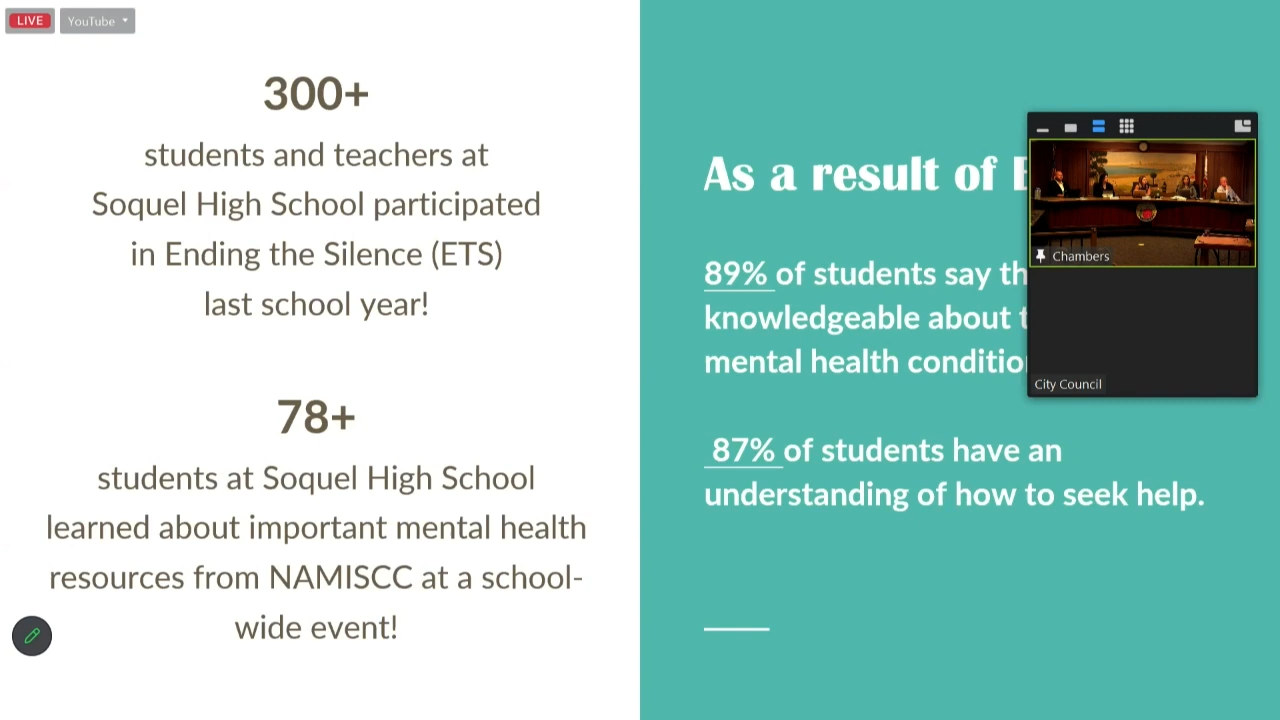 LIVE
YouTube
300+
students and teachers at
Soquel High School participated
in Ending the Silence (ETS)
last school year!
78+
students at Soquel High School
learned about important mental health
resources from NAMISCC at a school-
wide event!
As a result of
89% of students say
knowledgeable about
mental health
87% of students have an
understanding of how to seek help.
Chambers
City Council